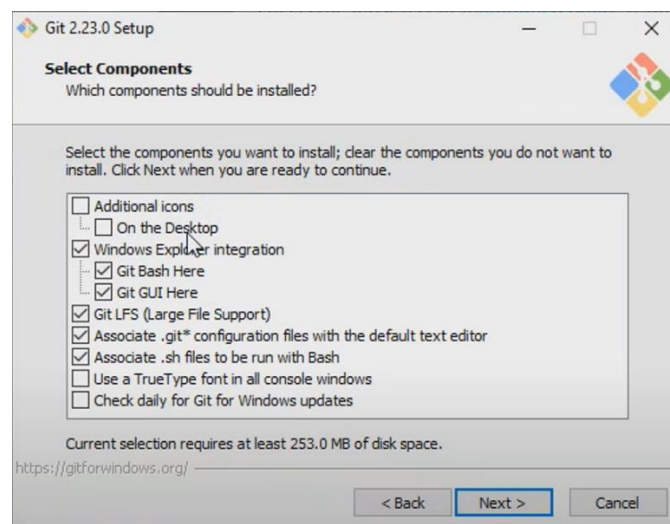 Git 2.23.0 Setup
Select Components
Which components should be installed?
Select the components you want to install; clear the components you do not want to
install. Click Next when you are ready to continue.
Additional icons
On the Desktop
Windows Explorer integration
Git Bash Here
Git GUI Here
Git LFS (Large File Support)
Associate .git* configuration files with the default text editor
Associate .sh files to be run with Bash
Use a TrueType font in all console windows
Check daily for Git for Windows updates
Current selection requires at least 253.0 MB of disk space.
https://gitforwindows.org/
< Back
Next >
Cancel